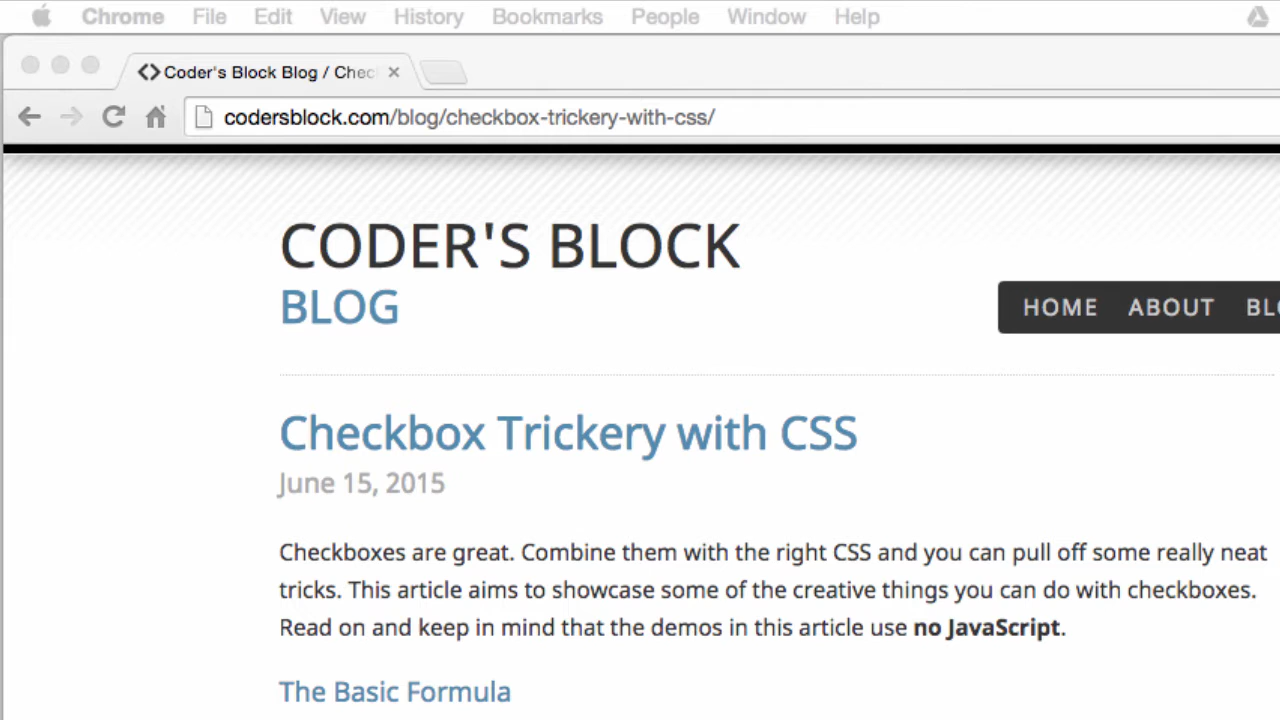 Chrome File Edit View History Bookmarks People Window Help
Coder's Block Blog / Chec
codersblock.com/blog/checkbox-trickery-with-css/
CODER'S BLOCK
BLOG
HOME ABOUT BLO
Checkbox Trickery with CSS
June 15, 2015
Checkboxes are great. Combine them with the right CSS and you can pull off some really neat
tricks. This article aims to showcase some of the creative things you can do with checkboxes.
Read on and keep in mind that the demos in this article use no JavaScript.
The Basic Formula